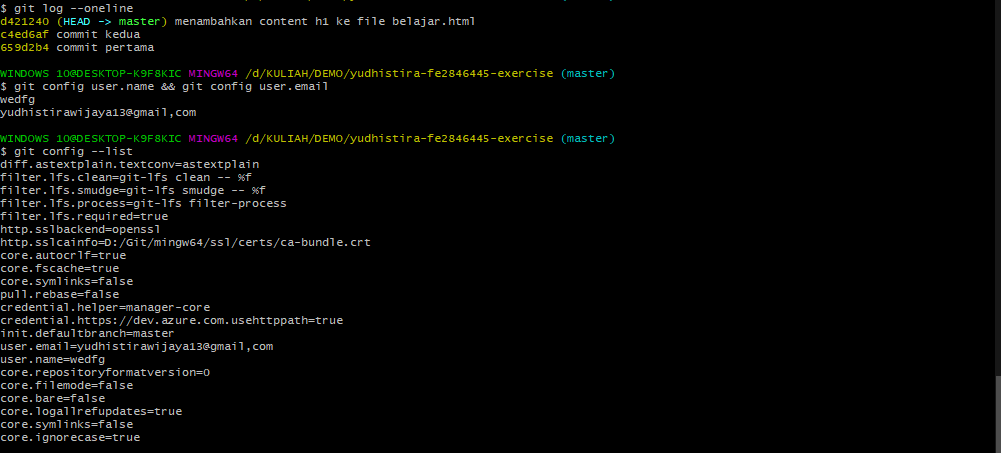 $ git log --oneline
d421240 (HEAD -> master) menambahkan content h1 ke file belajar.html
c4ed6af commit kedua
659d2b4 commit pertama
WINDOWS 10@DESKTOP-K9F8KIC MINGW64 /d/KULIAH/DEMO/yudhistira-fe2846445-exercise (master)
$ git config user.name && git config user.email
wedfg
yudhistirawijaya13@gmail,com
WINDOWS 10@DESKTOP-K9F8KIC MINGW64 /d/KULIAH/DEMO/yudhistira-fe2846445-exercise (master)
$ git config --list
diff.astextplain.textconv=astextplain
filter.lfs.clean=git-lfs clean -- %f
filter.lfs.smudge=git-lfs smudge -- %f
filter.lfs.process=git-lfs filter-process
filter.lfs.required=true
http.sslbackend=openssl
http.sslcainfo=D:/Git/mingw64/ssl/certs/ca-bundle.crt
core.autocrlf=true
core.fscache=true
core.symlinks=false
pull.rebase=false
credential.helper=manager-core
credential.https://dev.azure.com.usehttppath=true
init.defaultbranch=master
user.email=yudhistirawijaya13@gmail,com
user.name=wedfg
core.repositoryformatversion=0
core.filemode=false
core.bare=false
core.logallrefupdates=true
core.symlinks=false
core.ignorecase=true